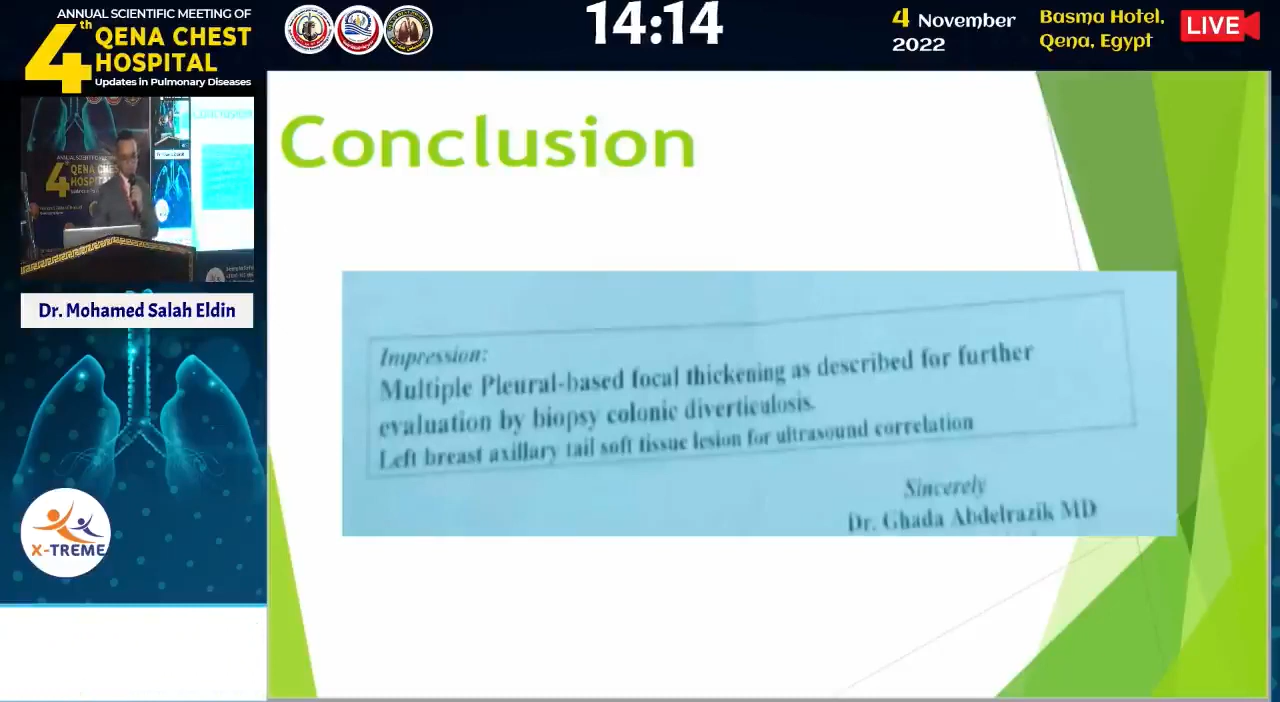 ANNUAL SCIENTIFIC MEETING OF
4th QENA CHEST
HOSPITAL
Updates in Pulmonary Diseases
14:14
4 November
2022
Basma Hotel,
Qena, Egypt
LIVE
Dr. Mohamed Salah Eldin
X-TREME
Conclusion
Impression:
Multiple Pleural-based focal thickening as described for further
evaluation by biopsy colonic diverticulosis.
Left breast axillary tail soft tissue lesion for ultrasound correlation
Sincerely
Dr. Ghada Abdelrazik MD